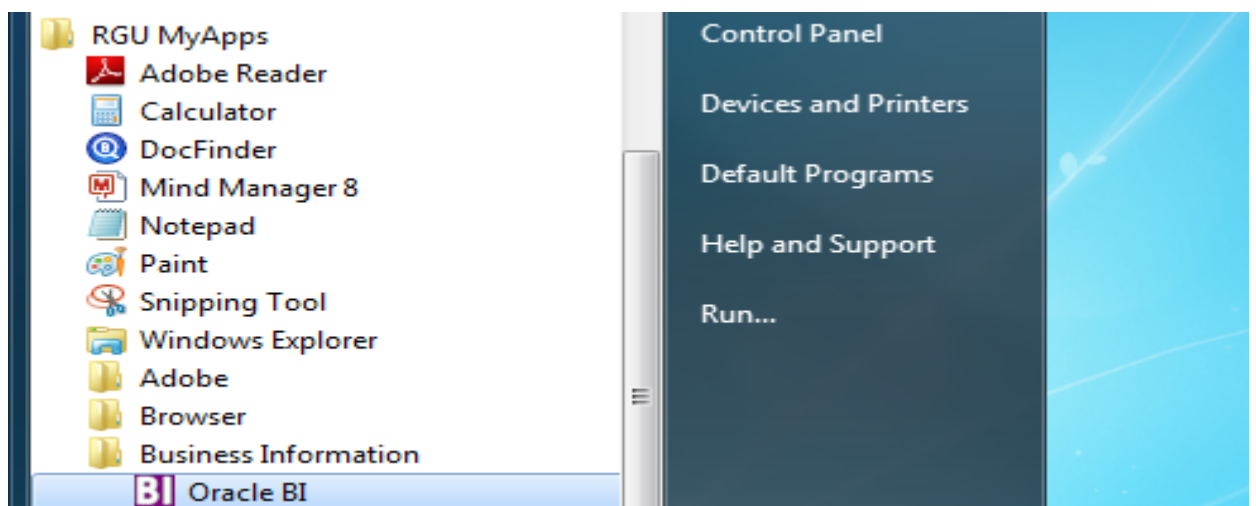 RGU MyApps
Adobe Reader
Calculator
DocFinder
Mind Manager 8
Notepad
Paint
Snipping Tool
Windows Explorer
Adobe
Browser
Business Information
BI Oracle BI
Control Panel
Devices and Printers
Default Programs
Help and Support
Run...